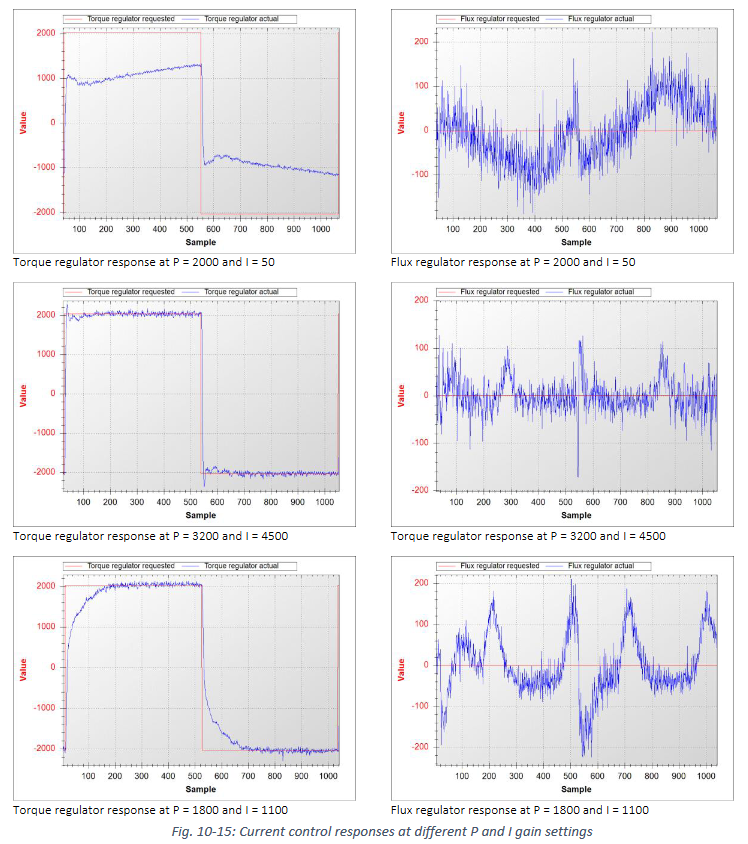 Torque regulator requested Torque regulator actual
2000
1000
0
-1000
-2000
Value
100 200 300 400 500 600 700 800 900 1000
Sample
Torque regulator response at P = 2000 and I = 50
Flux regulator requested Flux regulator actual
200
100
0
-100
Value
100 200 300 400 500 600 700 800 900 1000
Sample
Flux regulator response at P = 2000 and I = 50
Torque regulator requested Torque regulator actual
2000
1000
0
-1000
-2000
Value
100 200 300 400 500 600 700 800 900 1000
Sample
Torque regulator response at P = 3200 and I = 4500
Flux regulator requested Flux regulator actual
200
100
0
-100
-200
Value
100 200 300 400 500 600 700 800 900 1000
Sample
Torque regulator response at P = 3200 and I = 4500
Torque regulator requested Torque regulator actual
2000
1000
0
-1000
-2000
Value
100 200 300 400 500 600 700 800 900 1000
Sample
Torque regulator response at P = 1800 and I = 1100
Flux regulator requested Flux regulator actual
200
100
0
-100
-200
Value
100 200 300 400 500 600 700 800 900 1000
Sample
Flux regulator response at P = 1800 and I = 1100
Fig. 10-15: Current control responses at different P and I gain settings